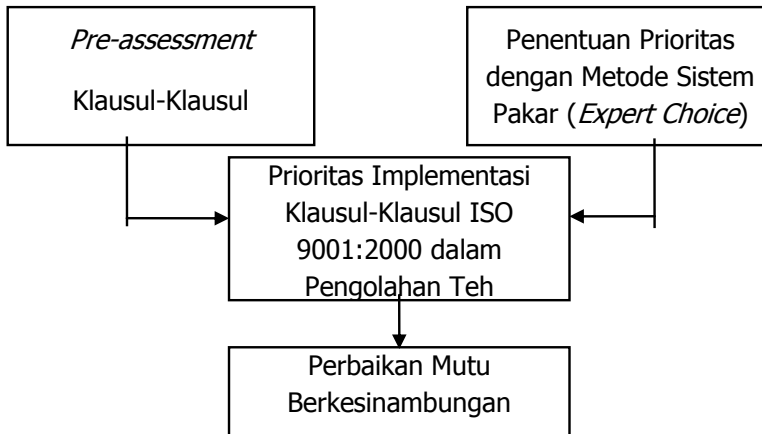 Pre-assessment
Klausul-Klausul
Penentuan Prioritas
dengan Metode Sistem
Pakar (Expert Choice)
Prioritas Implementasi
Klausul-Klausul ISO
9001:2000 dalam
Pengolahan Teh
Perbaikan Mutu
Berkesinambungan